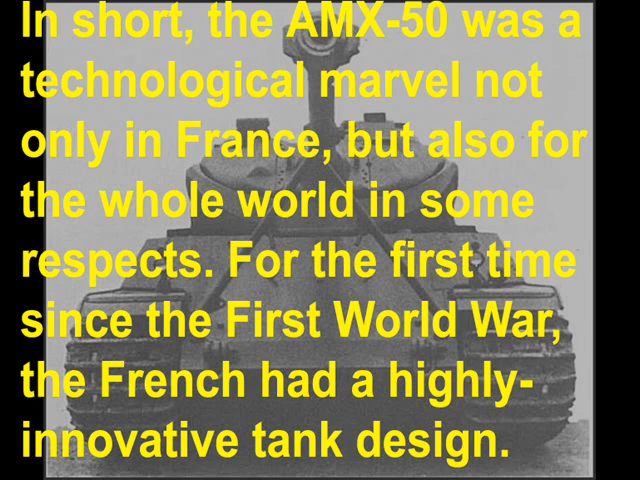 In short, the AMX-50 was a
technological marvel not
only in France, but also for
the whole world in some
respects. For the first time
since the First World War,
the French had a highly-
innovative tank design.